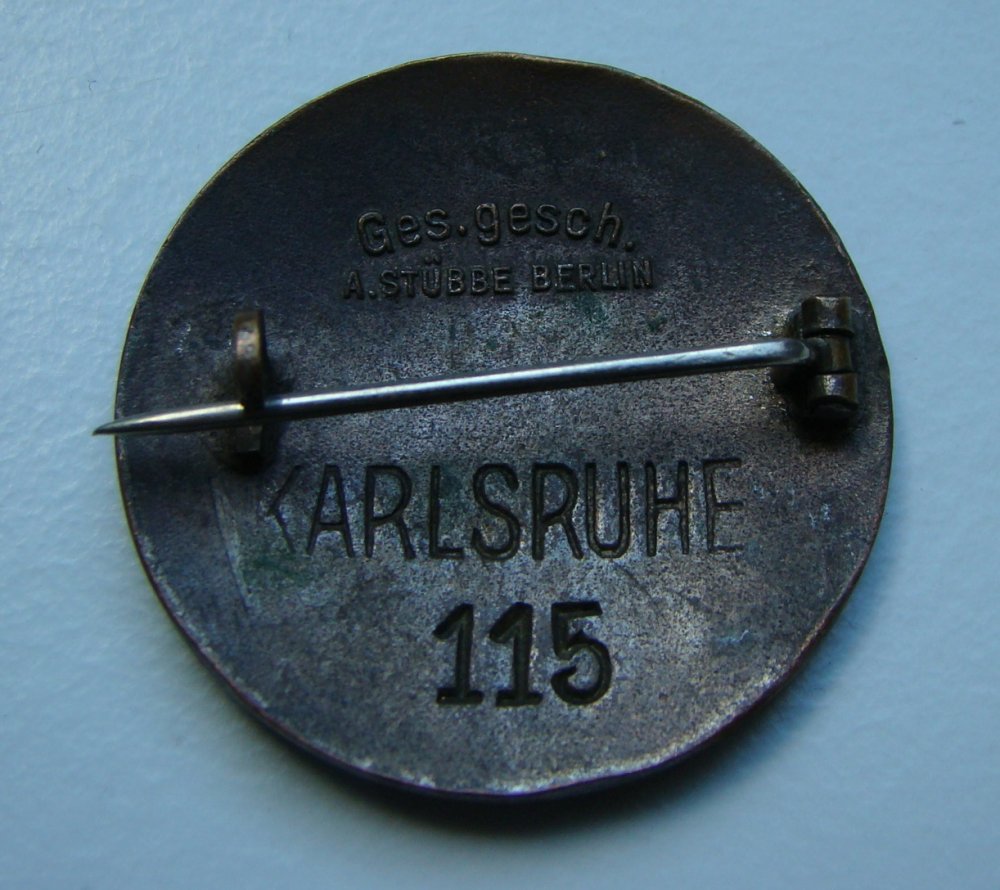 Ges.gesch.
A.STÜBBE BERLIN
KARLSRUHE
115